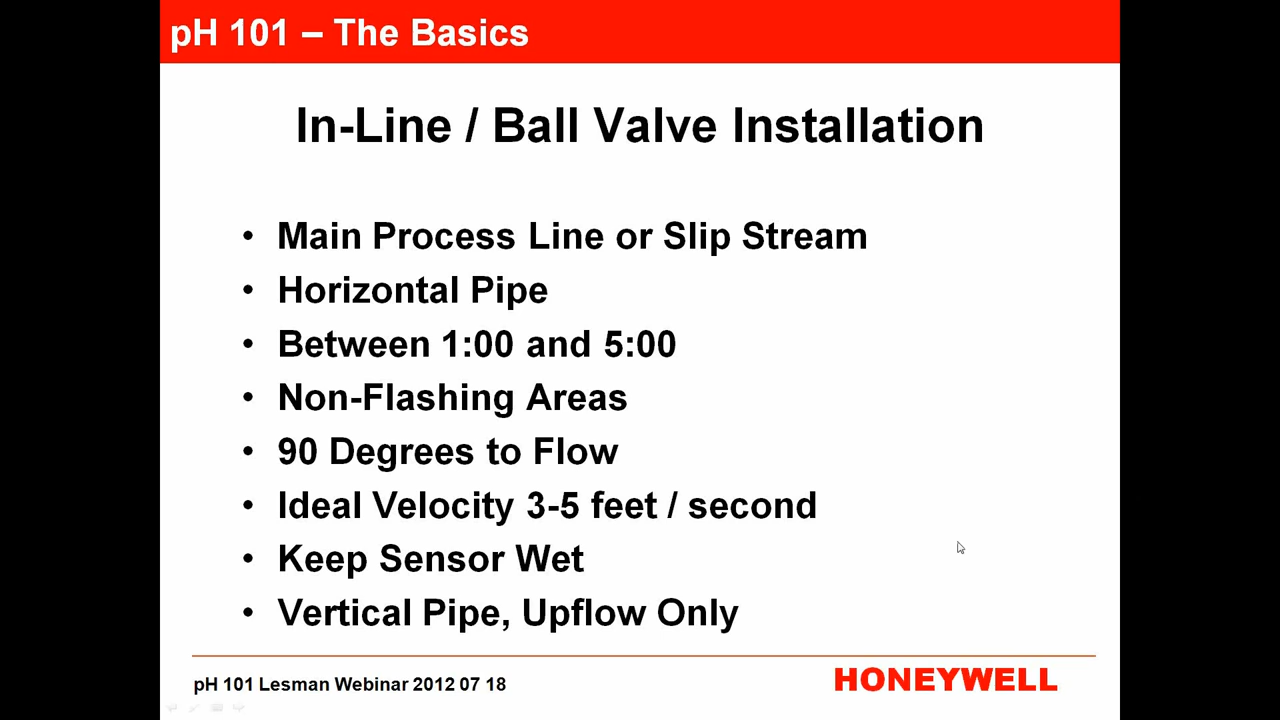 pH 101 – The Basics
In-Line / Ball Valve Installation
• Main Process Line or Slip Stream
• Horizontal Pipe
• Between 1:00 and 5:00
• Non-Flashing Areas
• 90 Degrees to Flow
• Ideal Velocity 3-5 feet / second
• Keep Sensor Wet
• Vertical Pipe, Upflow Only
pH 101 Lesman Webinar 2012 07 18
HONEYWELL